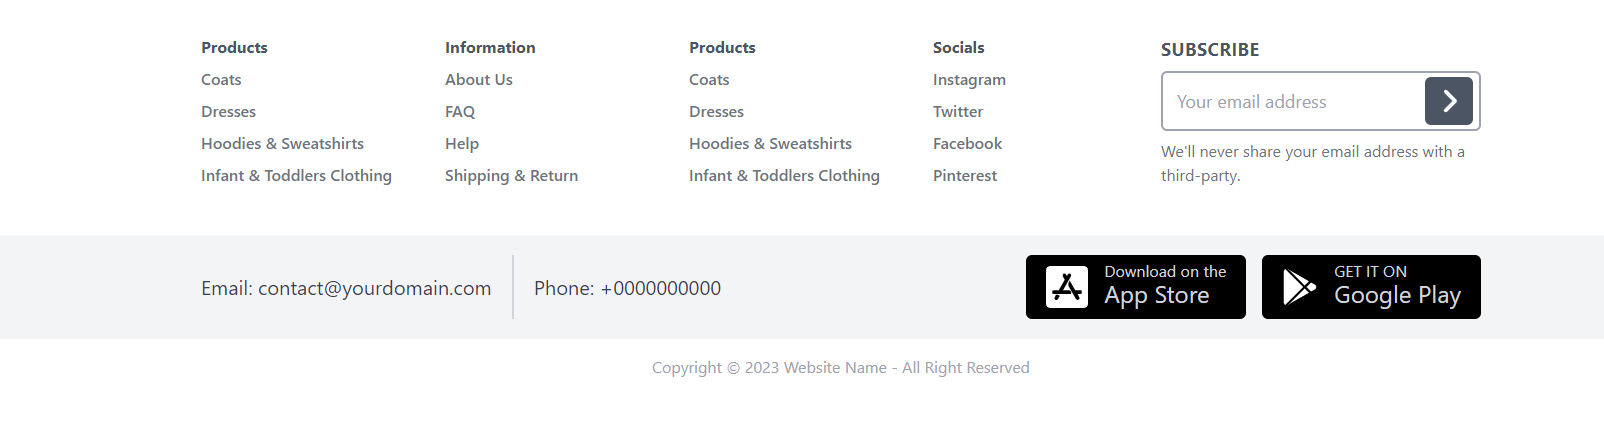 Products
Coats
Dresses
Hoodies & Sweatshirts
Infant & Toddlers Clothing
Information
About Us
FAQ
Help
Shipping & Return
Products
Coats
Dresses
Hoodies & Sweatshirts
Infant & Toddlers Clothing
Socials
Instagram
Twitter
Facebook
Pinterest
SUBSCRIBE
Your email address
We'll never share your email address with a
third-party.
Email: contact@yourdomain.com
Phone: +0000000000
Download on the
App Store
GET IT ON
Google Play
Copyright © 2023 Website Name - All Right Reserved